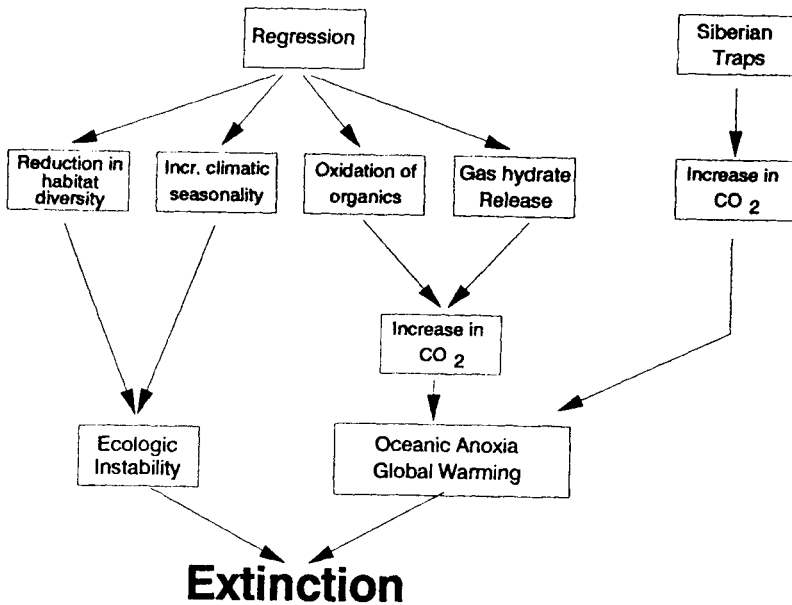 Regression
Siberian
Traps
Reduction in
habitat
diversity
Incr. climatic
seasonality
Oxidation of
organics
Gas hydrate
Release
Increase in
CO 2
Increase in
CO 2
Ecologic
Instability
Oceanic Anoxia
Global Warming
Extinction